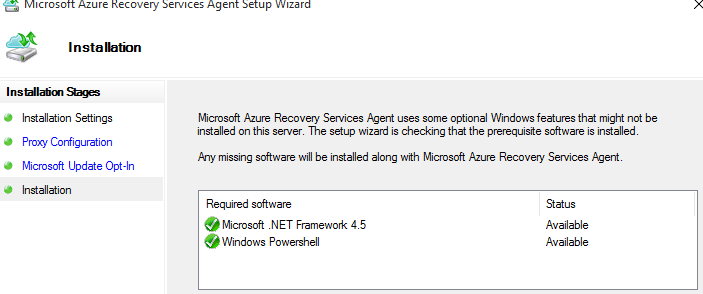 Microsoft Azure Recovery Services Agent Setup Wizard
Installation
Installation Stages
Installation Settings
Proxy Configuration
Microsoft Update Opt-In
Installation
Microsoft Azure Recovery Services Agent uses some optional Windows features that might not be
installed on this server. The setup wizard is checking that the prerequisite software is installed.
Any missing software will be installed along with Microsoft Azure Recovery Services Agent.
Required software Status
Microsoft .NET Framework 4.5 Available
Windows Powershell Available